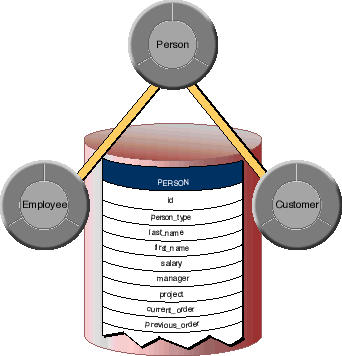 Person
Employee
Customer
PERSON
id
person_type
last_name
first_name
salary
manager
project
current_order
previous_order